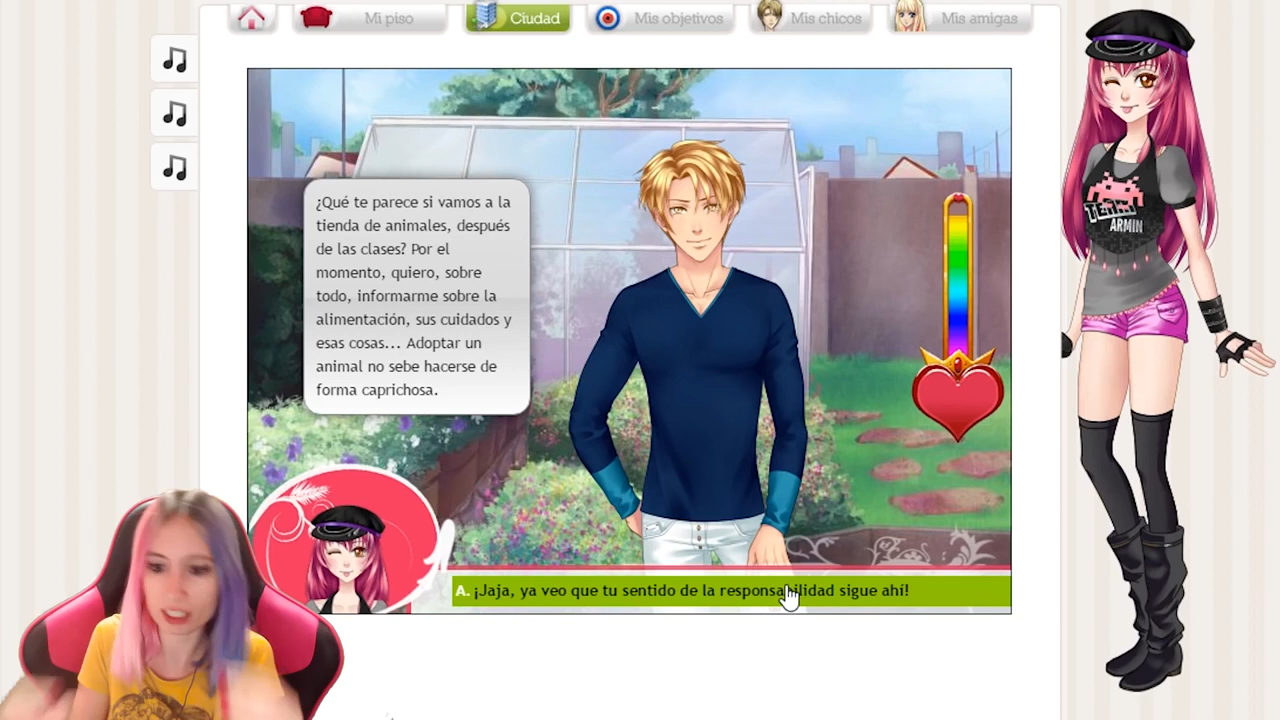 Mi piso
Ciudad
Mis objetivos
Mis chicos
Mis amigas
¿Qué te parece si vamos a la
tienda de animales, después
de las clases? Por el
momento, quiero, sobre
todo, informarme sobre la
alimentación, sus cuidados y
esas cosas... Adoptar un
animal no sebe hacerse de
forma caprichosa.
TEAM
ARMIN
A. ¡Jaja, ya veo que tu sentido de la responsabilidad sigue ahí!